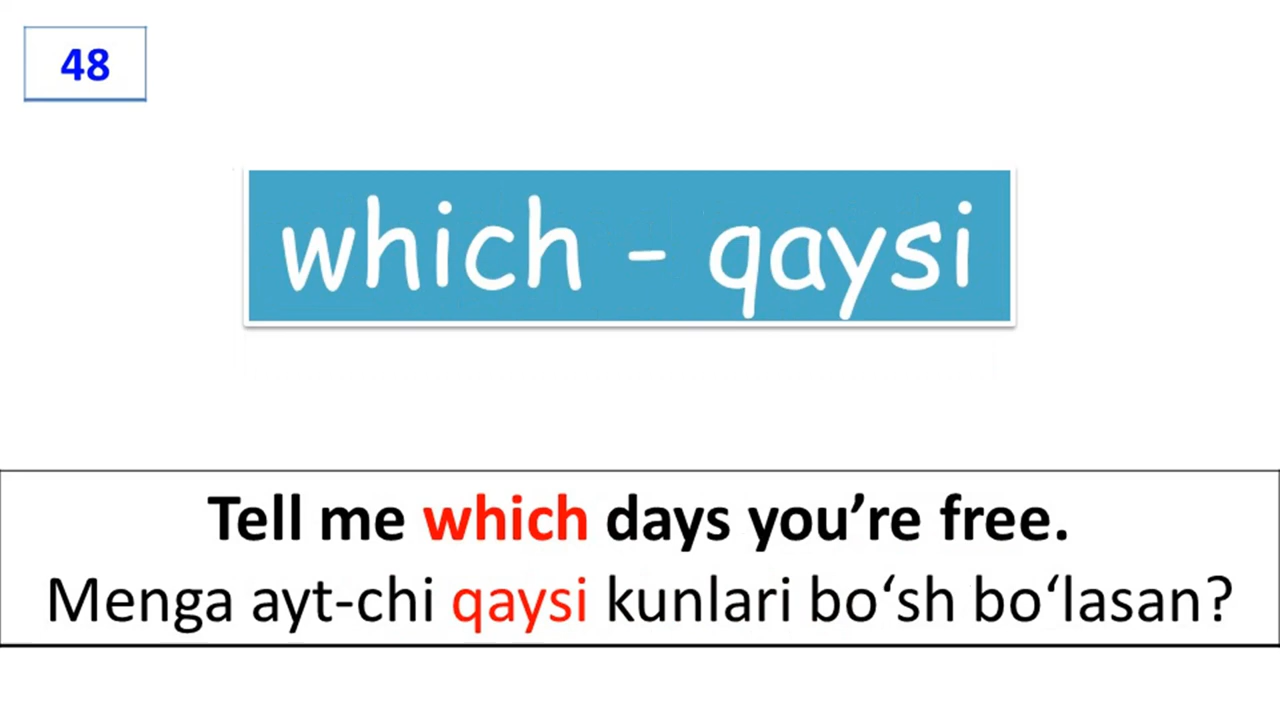 48
which - qaysi
Tell me which days you’re free.
Menga ayt-chi qaysi kunlari bo‘sh bo‘lasan?